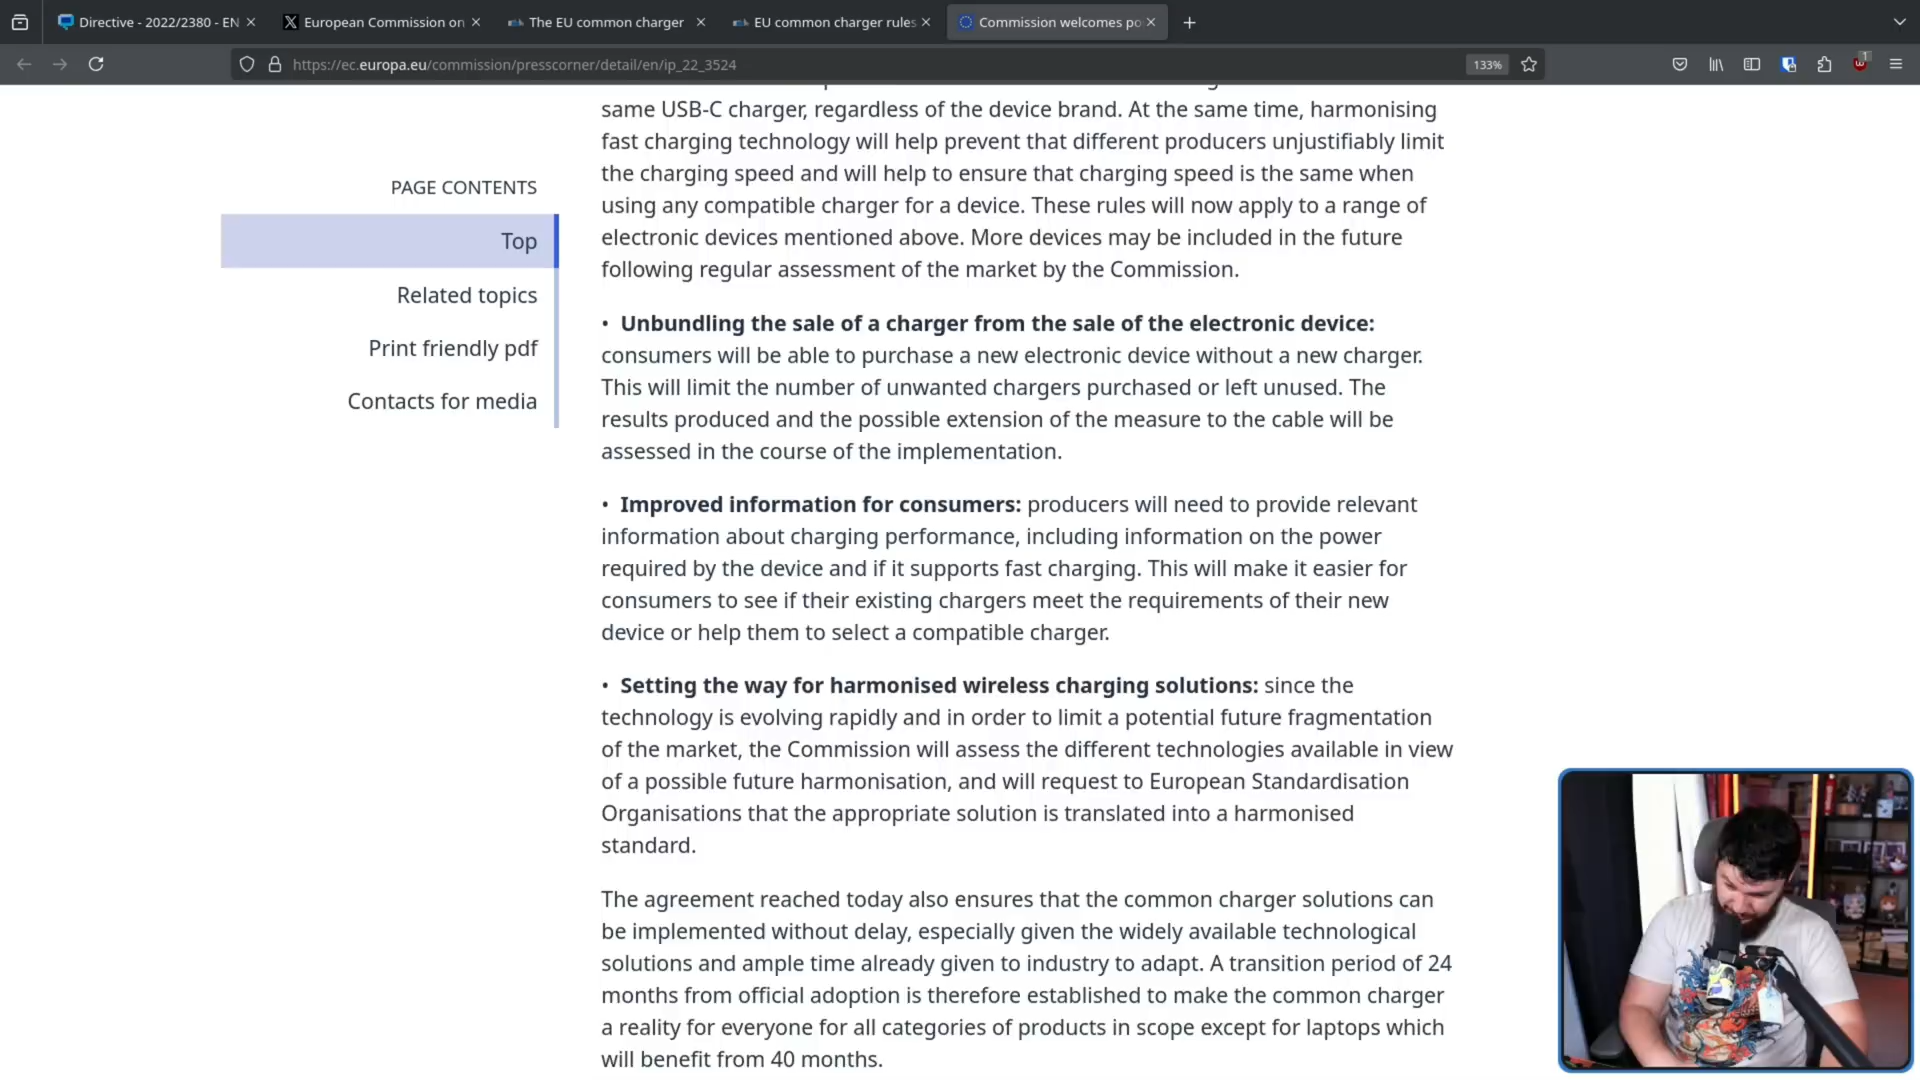 Directive - 2022/2380 - EN
European Commission on
The EU common charger
EU common charger rules
Commission welcomes po
https://ec.europa.eu/commission/presscorner/detail/en/ip_22_3524
133%
1
PAGE CONTENTS
Top
Related topics
Print friendly pdf
Contacts for media
same USB-C charger, regardless of the device brand. At the same time, harmonising
fast charging technology will help prevent that different producers unjustifiably limit
the charging speed and will help to ensure that charging speed is the same when
using any compatible charger for a device. These rules will now apply to a range of
electronic devices mentioned above. More devices may be included in the future
following regular assessment of the market by the Commission.
• Unbundling the sale of a charger from the sale of the electronic device:
consumers will be able to purchase a new electronic device without a new charger.
This will limit the number of unwanted chargers purchased or left unused. The
results produced and the possible extension of the measure to the cable will be
assessed in the course of the implementation.
• Improved information for consumers: producers will need to provide relevant
information about charging performance, including information on the power
required by the device and if it supports fast charging. This will make it easier for
consumers to see if their existing chargers meet the requirements of their new
device or help them to select a compatible charger.
• Setting the way for harmonised wireless charging solutions: since the
technology is evolving rapidly and in order to limit a potential future fragmentation
of the market, the Commission will assess the different technologies available in view
of a possible future harmonisation, and will request to European Standardisation
Organisations that the appropriate solution is translated into a harmonised
standard.
The agreement reached today also ensures that the common charger solutions can
be implemented without delay, especially given the widely available technological
solutions and ample time already given to industry to adapt. A transition period of 24
months from official adoption is therefore established to make the common charger
a reality for everyone for all categories of products in scope except for laptops which
will benefit from 40 months.